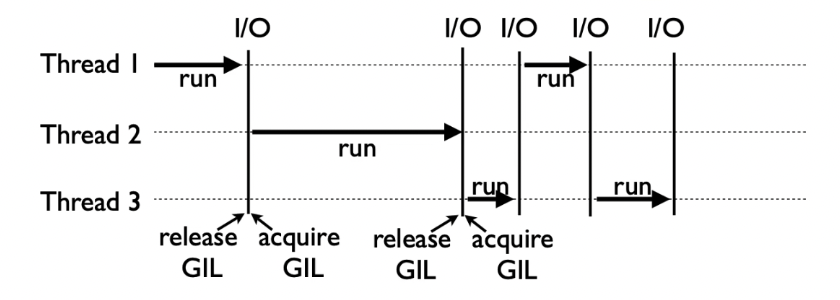 I/O I/O I/O I/O I/O
Thread 1
run run
Thread 2
run
run run
Thread 3
release acquire release acquire
GIL GIL GIL GIL